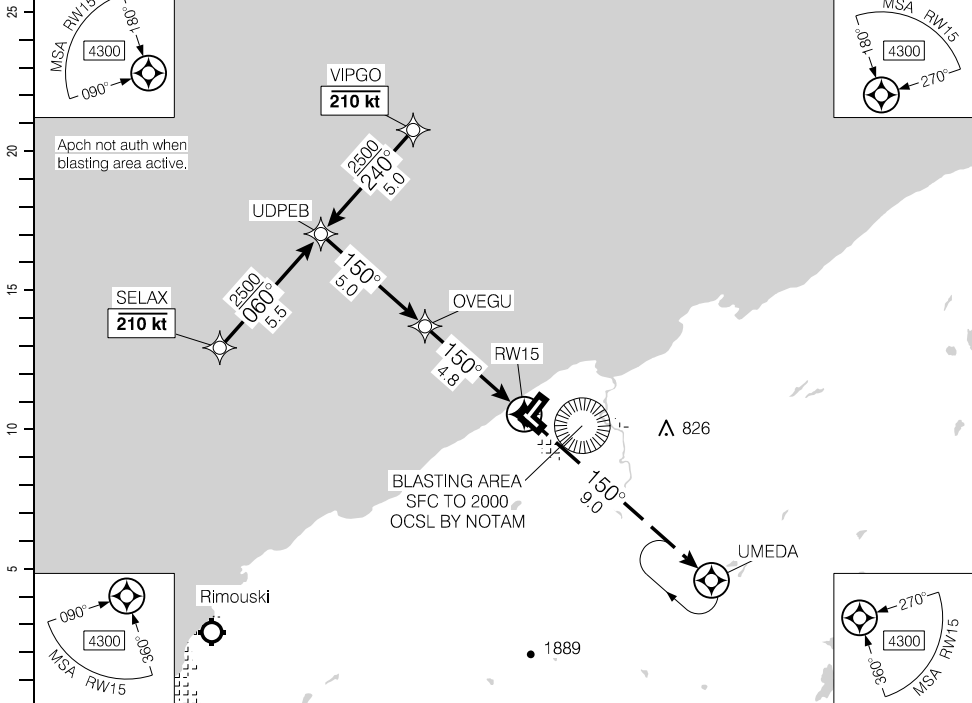 25
20
15
10
5
MSA RW15
180°
4300
090°
MSA RW15
180°
4300
270°
Apch not auth when
blasting area active.
VIPGO
210 kt
2500
240°
5.0
UDPEB
150°
5.0
SELAX
210 kt
2500
060°
5.5
OVEGU
150°
4.8
RW15
826
BLASTING AREA
SFC TO 2000
OCSL BY NOTAM
150°
9.0
UMEDA
Rimouski
1889
090°
4300
360°
MSA RW15
270°
4300
360°
MSA RW15